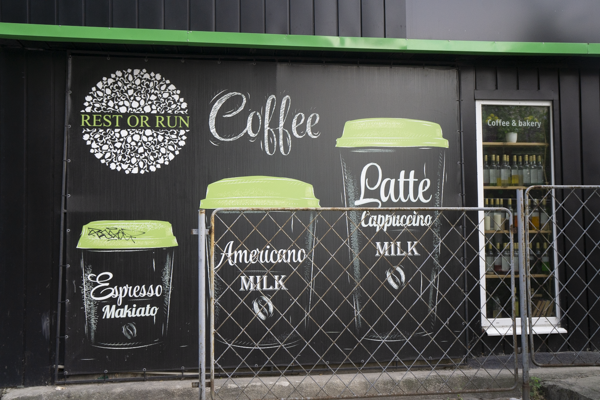 REST OR RUN
Coffee
Espresso
Makiato
Americano
MILK
Latte
Cappuccino
MILK
Coffee & bakery